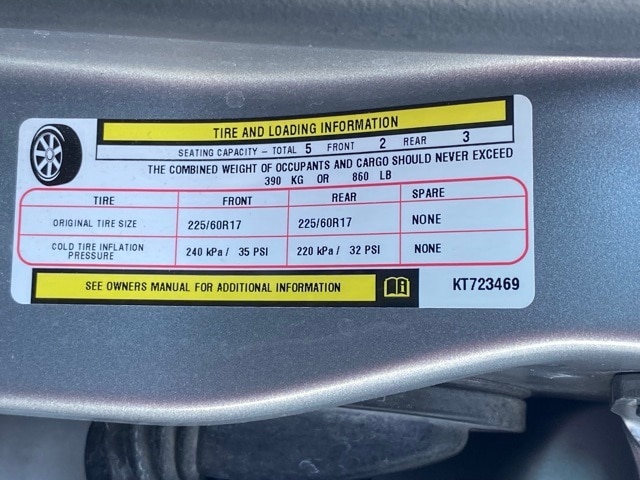 TIRE AND LOADING INFORMATION
SEATING CAPACITY - TOTAL 5 FRONT 2 REAR 3
THE COMBINED WEIGHT OF OCCUPANTS AND CARGO SHOULD NEVER EXCEED
390 KG OR 860 LB
TIRE FRONT REAR SPARE
ORIGINAL TIRE SIZE 225/60R17 225/60R17 NONE
COLD TIRE INFLATION PRESSURE 240 kPa / 35 PSI 220 kPa / 32 PSI NONE
SEE OWNERS MANUAL FOR ADDITIONAL INFORMATION KT723469